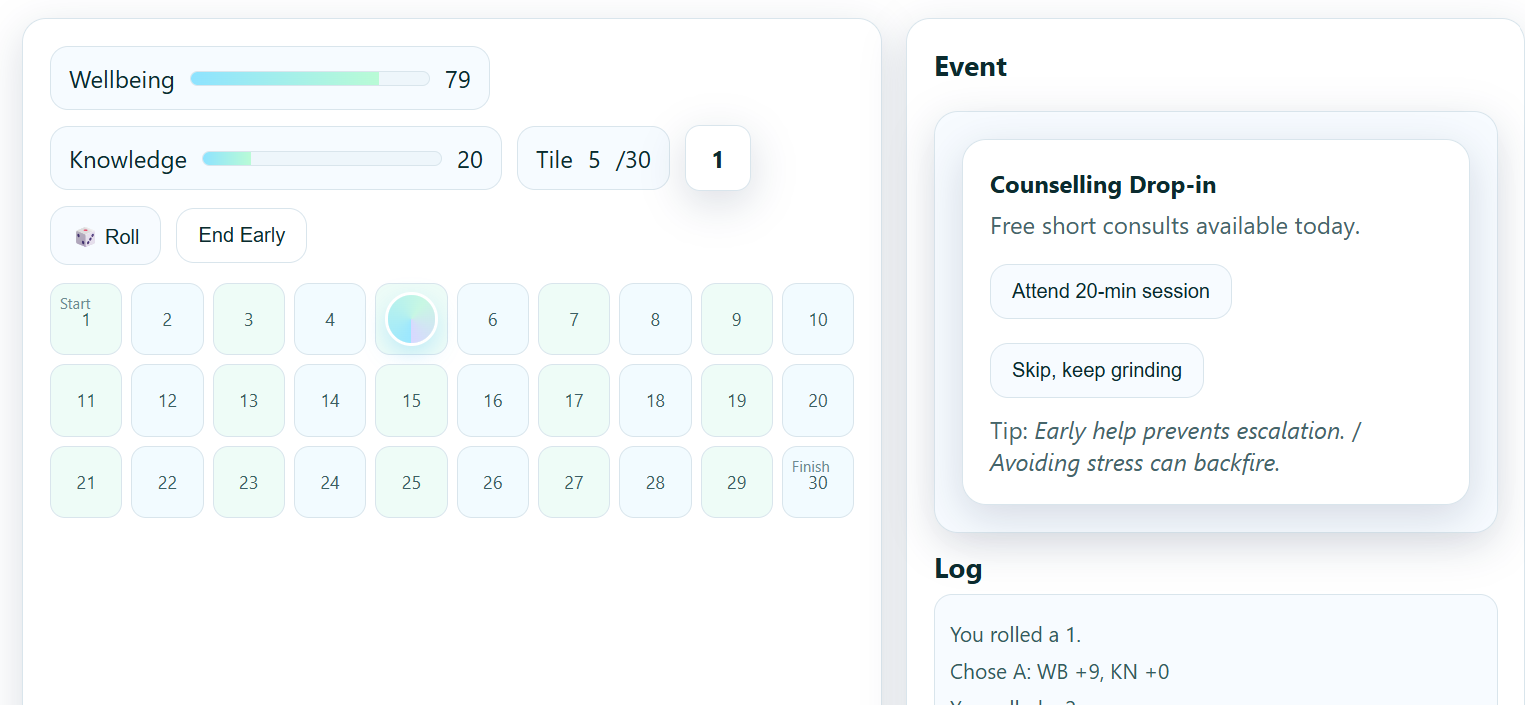 Wellbeing 79
Knowledge 20 Tile 5 /30 1
Roll End Early
Start
1 2 3 4 6 7 8 9 10
11 12 13 14 15 16 17 18 19 20
Finish
21 22 23 24 25 26 27 28 29 30
Event
Counselling Drop-in
Free short consults available today.
Attend 20-min session
Skip, keep grinding
Tip: Early help prevents escalation. /
Avoiding stress can backfire.
Log
You rolled a 1.
Chose A: WB +9, KN +0